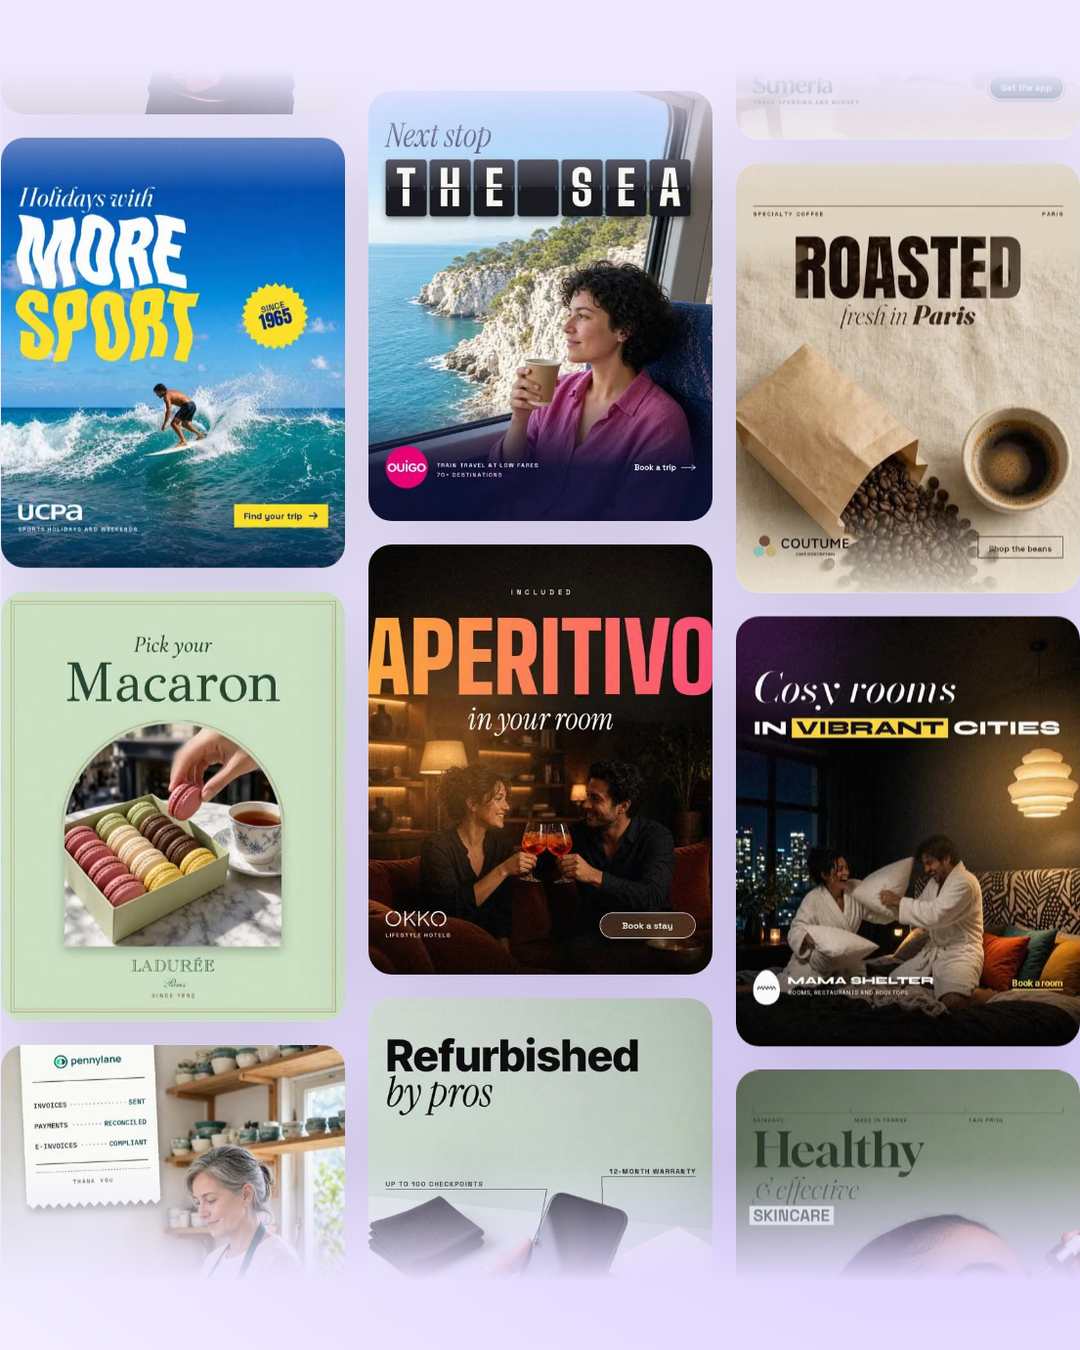 Holidays with
MORE
SPORT
SINCE
1965
UCPA
SPORTS HOLIDAYS AND WEEKENDS
Find your trip →
Pick your
Macaron
LADURÉE
Paris
SINCE 1862
pennylane
INVOICES ············ SENT
PAYMENTS ······· RECONCILED
E-INVOICES ······ COMPLIANT
THANK YOU
Next stop
THE SEA
OUIGO
TRAIN TRAVEL AT LOW FARES
70+ DESTINATIONS
Book a trip →
INCLUDED
APERITIVO
in your room
OKKO
LIFESTYLE HOTELS
Book a stay
Refurbished
by pros
12-MONTH WARRANTY
UP TO 100 CHECKPOINTS
Sumeria
TRACK SPENDING AND BUDGET
Get the app
SPECIALTY COFFEE
PARIS
ROASTED
fresh in Paris
COUTUME
Shop the beans
Cosy rooms
IN VIBRANT CITIES
MAMA SHELTER
ROOMS, RESTAURANTS AND ROOFTOPS
Book a room
SKINCARE
MADE IN FRANCE
FAIR PRICE
Healthy
& effective
SKINCARE